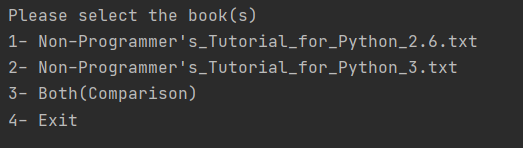 Please select the book(s)
1- Non-Programmer's_Tutorial_for_Python_2.6.txt
2- Non-Programmer's_Tutorial_for_Python_3.txt
3- Both(Comparison)
4- Exit